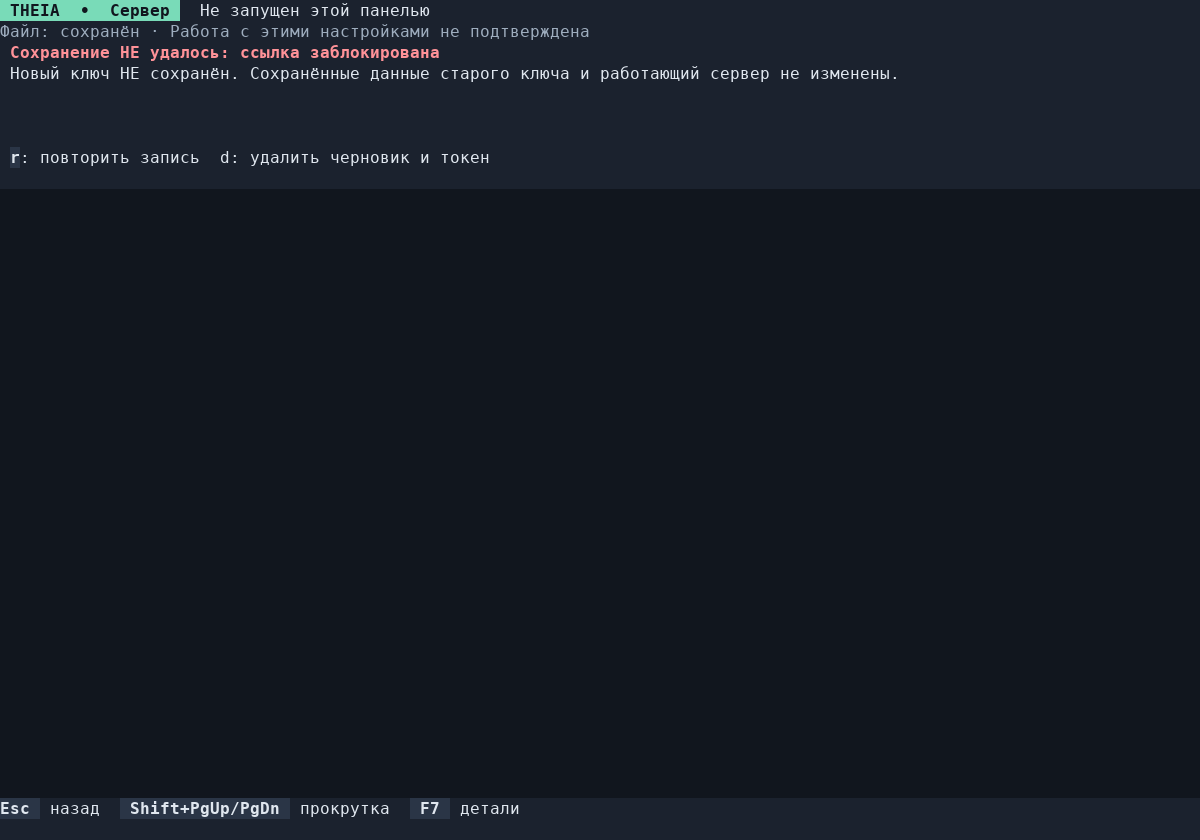 THEIA • Сервер Не запущен этой панелью
Файл: сохранён · Работа с этими настройками не подтверждена
Сохранение НЕ удалось: ссылка заблокирована
Новый ключ НЕ сохранён. Сохранённые данные старого ключа и работающий сервер не изменены.
r: повторить запись d: удалить черновик и токен
Esc назад Shift+PgUp/PgDn прокрутка F7 детали